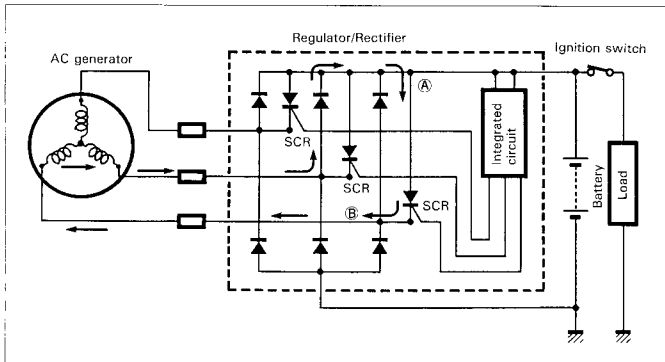 Regulator/Rectifier
Ignition switch
AC generator
Ⓐ
Integrated
circuit
SCR
SCR
SCR
Ⓑ
Battery
Load